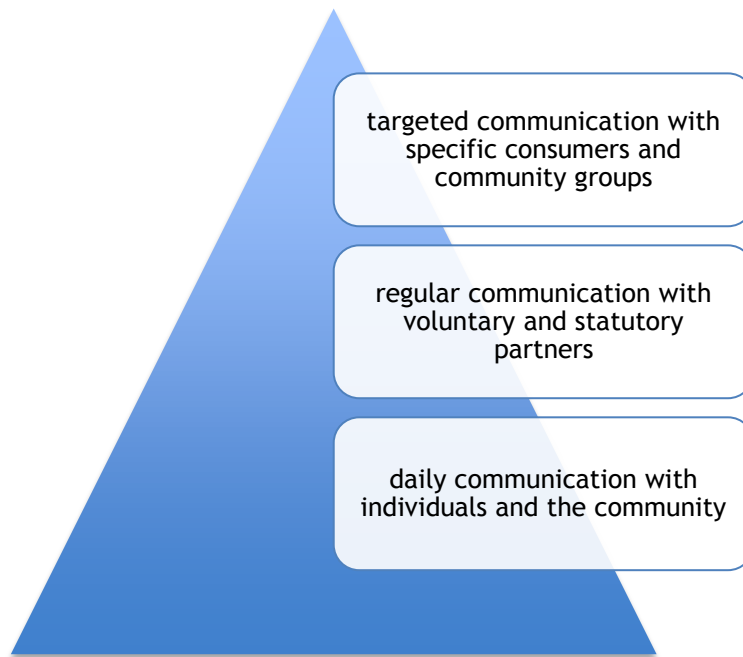 targeted communication with
specific consumers and
community groups
regular communication with
voluntary and statutory
partners
daily communication with
individuals and the community